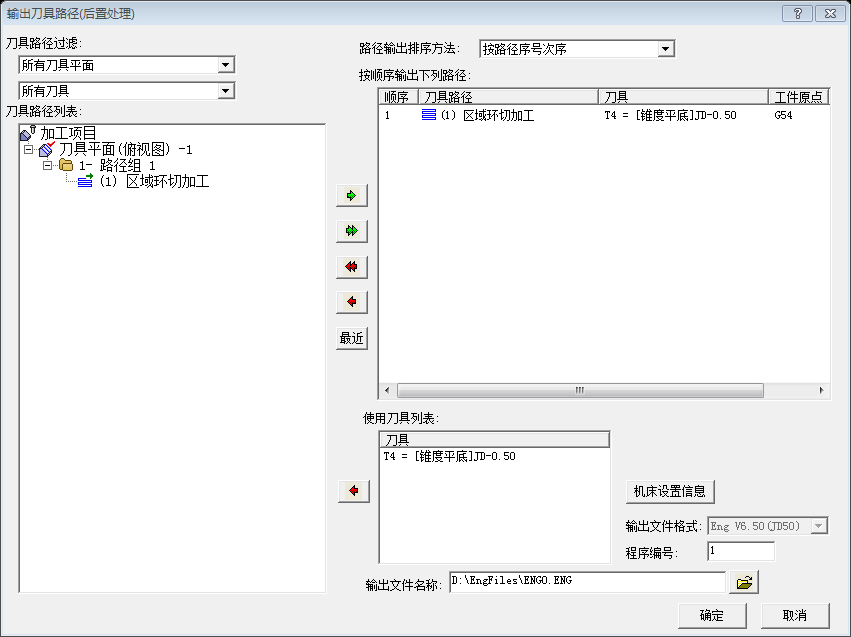 输出刀具路径(后置处理)
刀具路径过滤:
所有刀具平面
所有刀具
刀具路径列表:
加工项目
刀具平面(俯视图) -1
1- 路径组 1
(1) 区域环切加工
最近
路径输出排序方法:
按路径序号次序
按顺序输出下列路径:
顺序 刀具路径 刀具 工件原点
1 (1) 区域环切加工 T4 = [锥度平底]JD-0.50 G54
使用刀具列表:
刀具
T4 = [锥度平底]JD-0.50
机床设置信息
输出文件格式: Eng V6.50(JD50)
程序编号: 1
输出文件名称: D:\EngFiles\ENG0.ENG
确定 取消